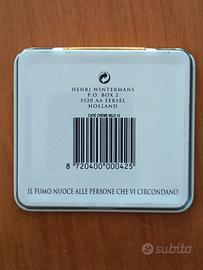 HENRI WINTERMANS
P.O. BOX 2
5520 AA EERSEL
HOLLAND
CAFÉ CRÈME MILD 10
8 720400 000425
IL FUMO NUOCE ALLE PERSONE CHE VI CIRCONDANO
subito